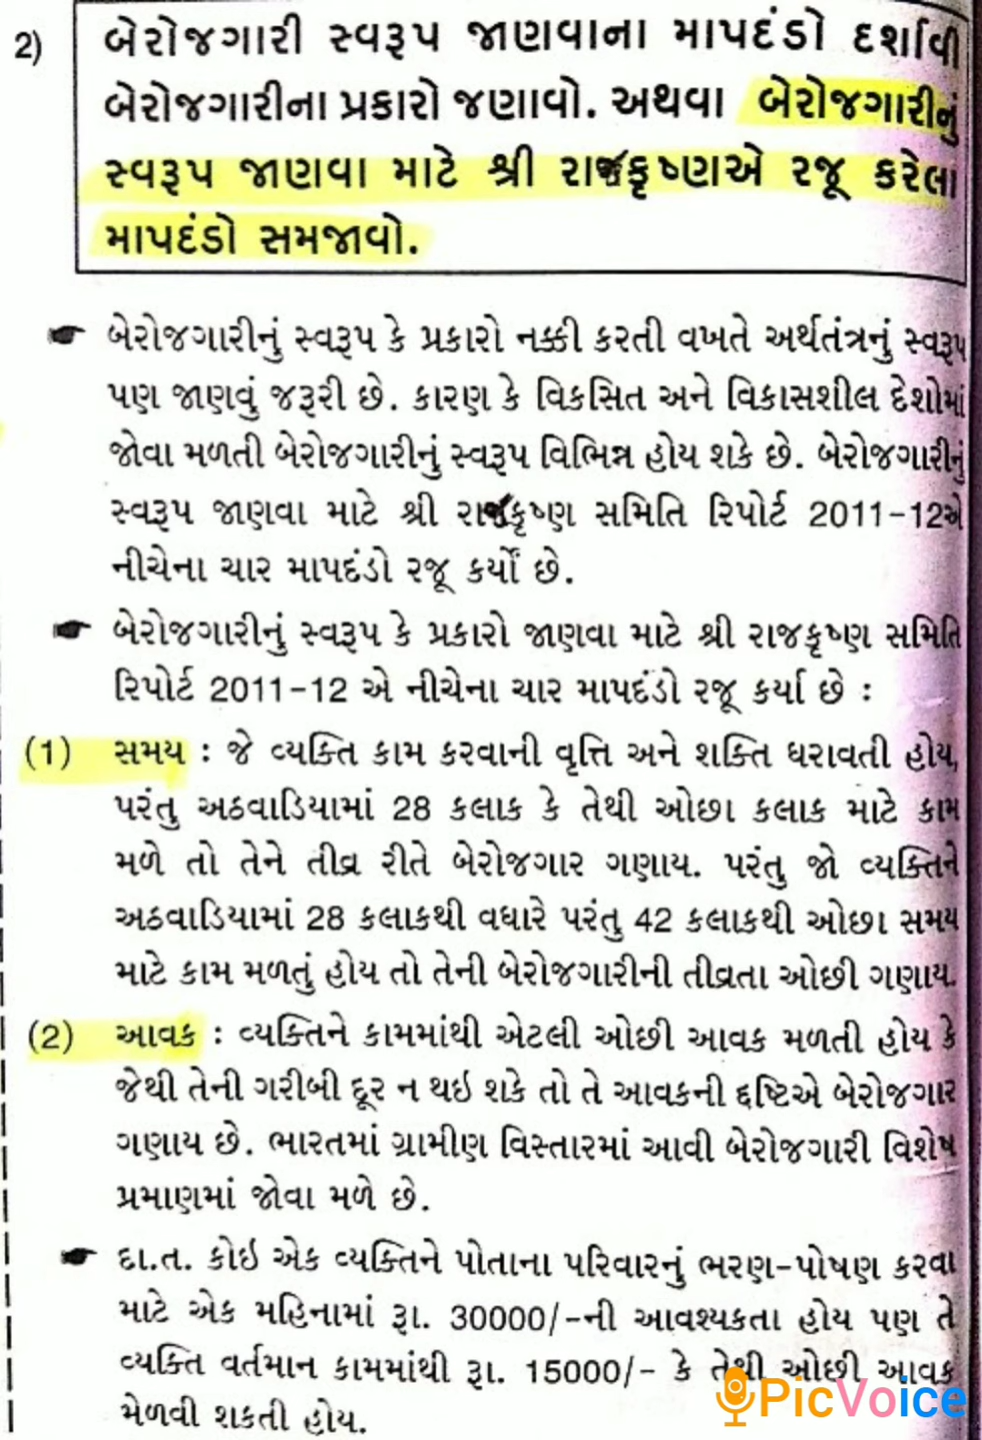 2) બેરોજગારી સ્વરૂપ જાણવાના માપદંડો દર્શાવી
બેરોજગારીના પ્રકારો જણાવો. અથવા બેરોજગારીનું
સ્વરૂપ જાણવા માટે શ્રી રાજકૃષ્ણએ રજૂ કરેલા
માપદંડો સમજાવો.
☛ બેરોજગારીનું સ્વરૂપ કે પ્રકારો નક્કી કરતી વખતે અર્થતંત્રનું સ્વરૂપ
પણ જાણવું જરૂરી છે. કારણ કે વિકસિત અને વિકાસશીલ દેશોમાં
જોવા મળતી બેરોજગારીનું સ્વરૂપ વિભિન્ન હોય શકે છે. બેરોજગારીનું
સ્વરૂપ જાણવા માટે શ્રી રાજકૃષ્ણ સમિતિ રિપોર્ટ 2011-12એ
નીચેના ચાર માપદંડો રજૂ કર્યાં છે.
☛ બેરોજગારીનું સ્વરૂપ કે પ્રકારો જાણવા માટે શ્રી રાજકૃષ્ણ સમિતિ
રિપોર્ટ 2011-12 એ નીચેના ચાર માપદંડો રજૂ કર્યા છે :
(1) સમય : જે વ્યક્તિ કામ કરવાની વૃત્તિ અને શક્તિ ધરાવતી હોય,
પરંતુ અઠવાડિયામાં 28 કલાક કે તેથી ઓછા કલાક માટે કામ
મળે તો તેને તીવ્ર રીતે બેરોજગાર ગણાય. પરંતુ જો વ્યક્તિને
અઠવાડિયામાં 28 કલાકથી વધારે પરંતુ 42 કલાકથી ઓછા સમય
માટે કામ મળતું હોય તો તેની બેરોજગારીની તીવ્રતા ઓછી ગણાય.
(2) આવક : વ્યક્તિને કામમાંથી એટલી ઓછી આવક મળતી હોય કે
જેથી તેની ગરીબી દૂર ન થઇ શકે તો તે આવકની દૃષ્ટિએ બેરોજગાર
ગણાય છે. ભારતમાં ગ્રામીણ વિસ્તારમાં આવી બેરોજગારી વિશેષ
પ્રમાણમાં જોવા મળે છે.
☛ દા.ત. કોઇ એક વ્યક્તિને પોતાના પરિવારનું ભરણ-પોષણ કરવા
માટે એક મહિનામાં રૂા. 30000/-ની આવશ્યકતા હોય પણ તે
વ્યક્તિ વર્તમાન કામમાંથી રૂા. 15000/- કે તેથી ઓછી આવક
મેળવી શકતી હોય.
PicVoice